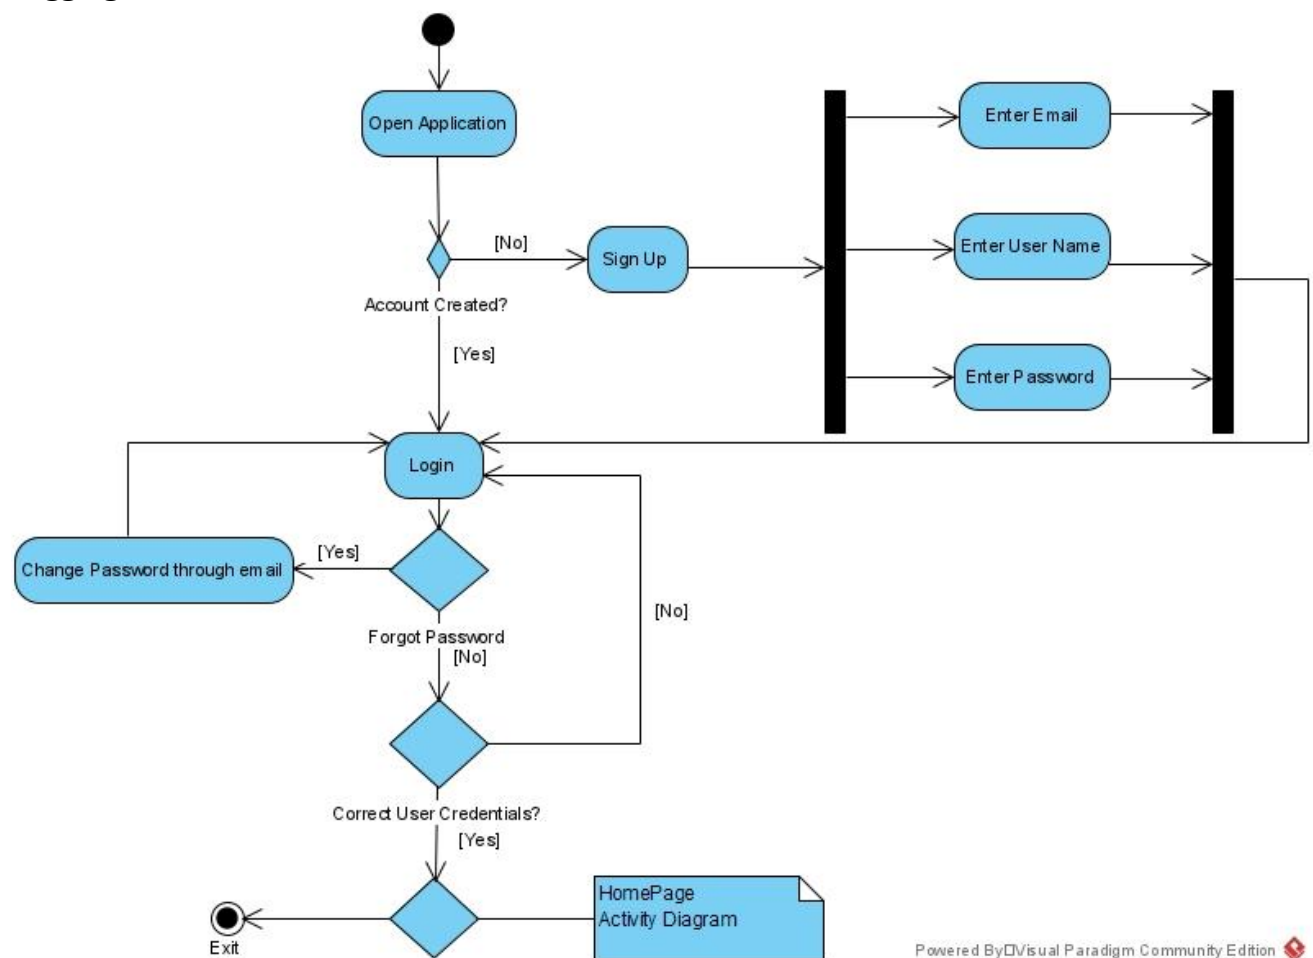 Open Application
Enter Email
[No]
Sign Up
Enter User Name
Account Created?
[Yes]
Enter Password
Login
[Yes]
Change Password through email
[No]
Forgot Password
[No]
Correct User Credentials?
[Yes]
HomePage
Activity Diagram
Exit
Powered By Visual Paradigm Community Edition